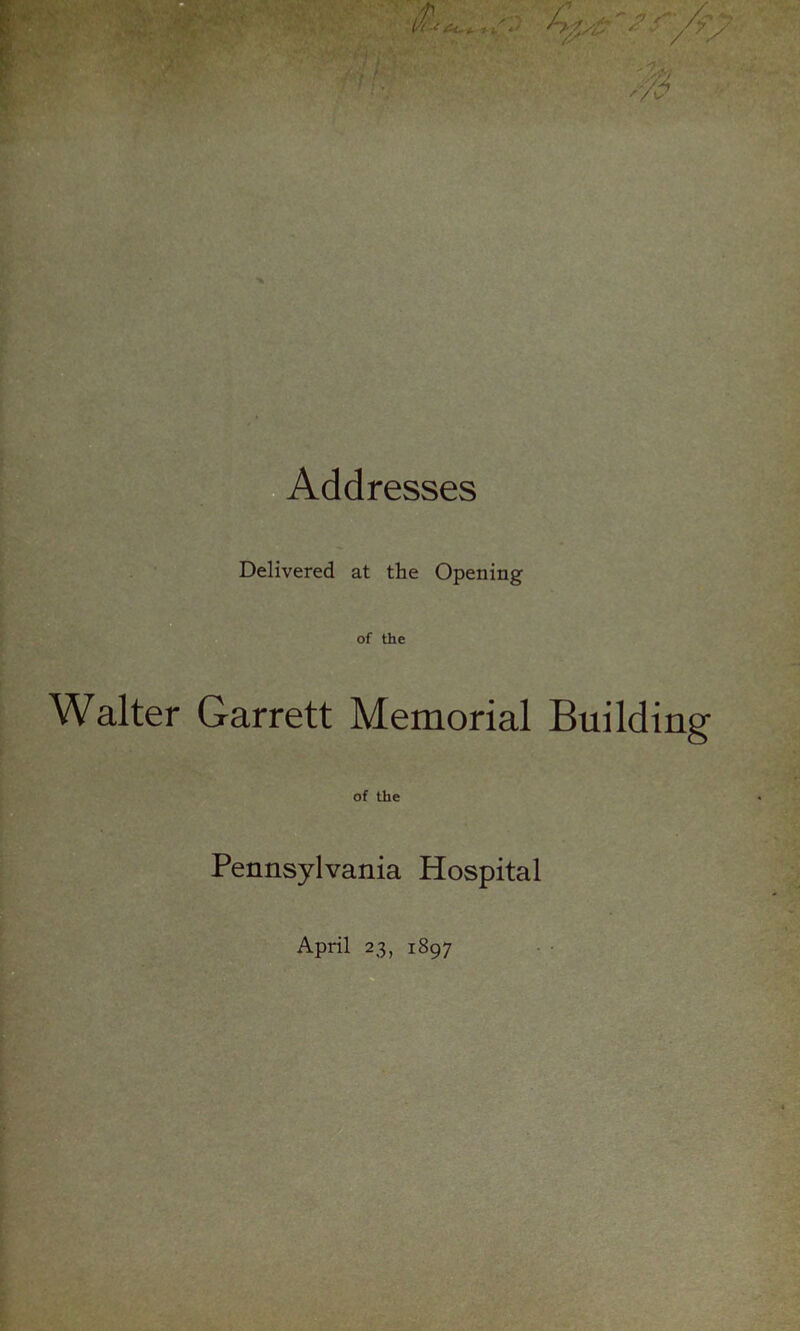 Addresses
Delivered at the Opening
of the
Walter Garrett Memorial Building
of the
Pennsylvania Hospital
April 23, 1897